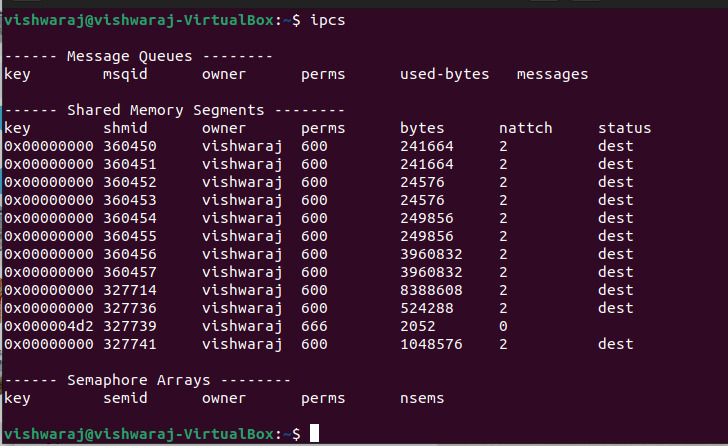 vishwaraj@vishwaraj-VirtualBox:~$ ipcs
------ Message Queues --------
key        msqid      owner      perms      used-bytes   messages
------ Shared Memory Segments --------
key        shmid      owner      perms      bytes      nattch     status
0x00000000 360450     vishwaraj  600        241664     2          dest
0x00000000 360451     vishwaraj  600        241664     2          dest
0x00000000 360452     vishwaraj  600        24576      2          dest
0x00000000 360453     vishwaraj  600        24576      2          dest
0x00000000 360454     vishwaraj  600        249856     2          dest
0x00000000 360455     vishwaraj  600        249856     2          dest
0x00000000 360456     vishwaraj  600        3960832    2          dest
0x00000000 360457     vishwaraj  600        3960832    2          dest
0x00000000 327714     vishwaraj  600        8388608    2          dest
0x00000000 327736     vishwaraj  600        524288     2          dest
0x000004d2 327739     vishwaraj  666        2052       0
0x00000000 327741     vishwaraj  600        1048576    2          dest
------ Semaphore Arrays --------
key        semid      owner      perms      nsems
vishwaraj@vishwaraj-VirtualBox:~$